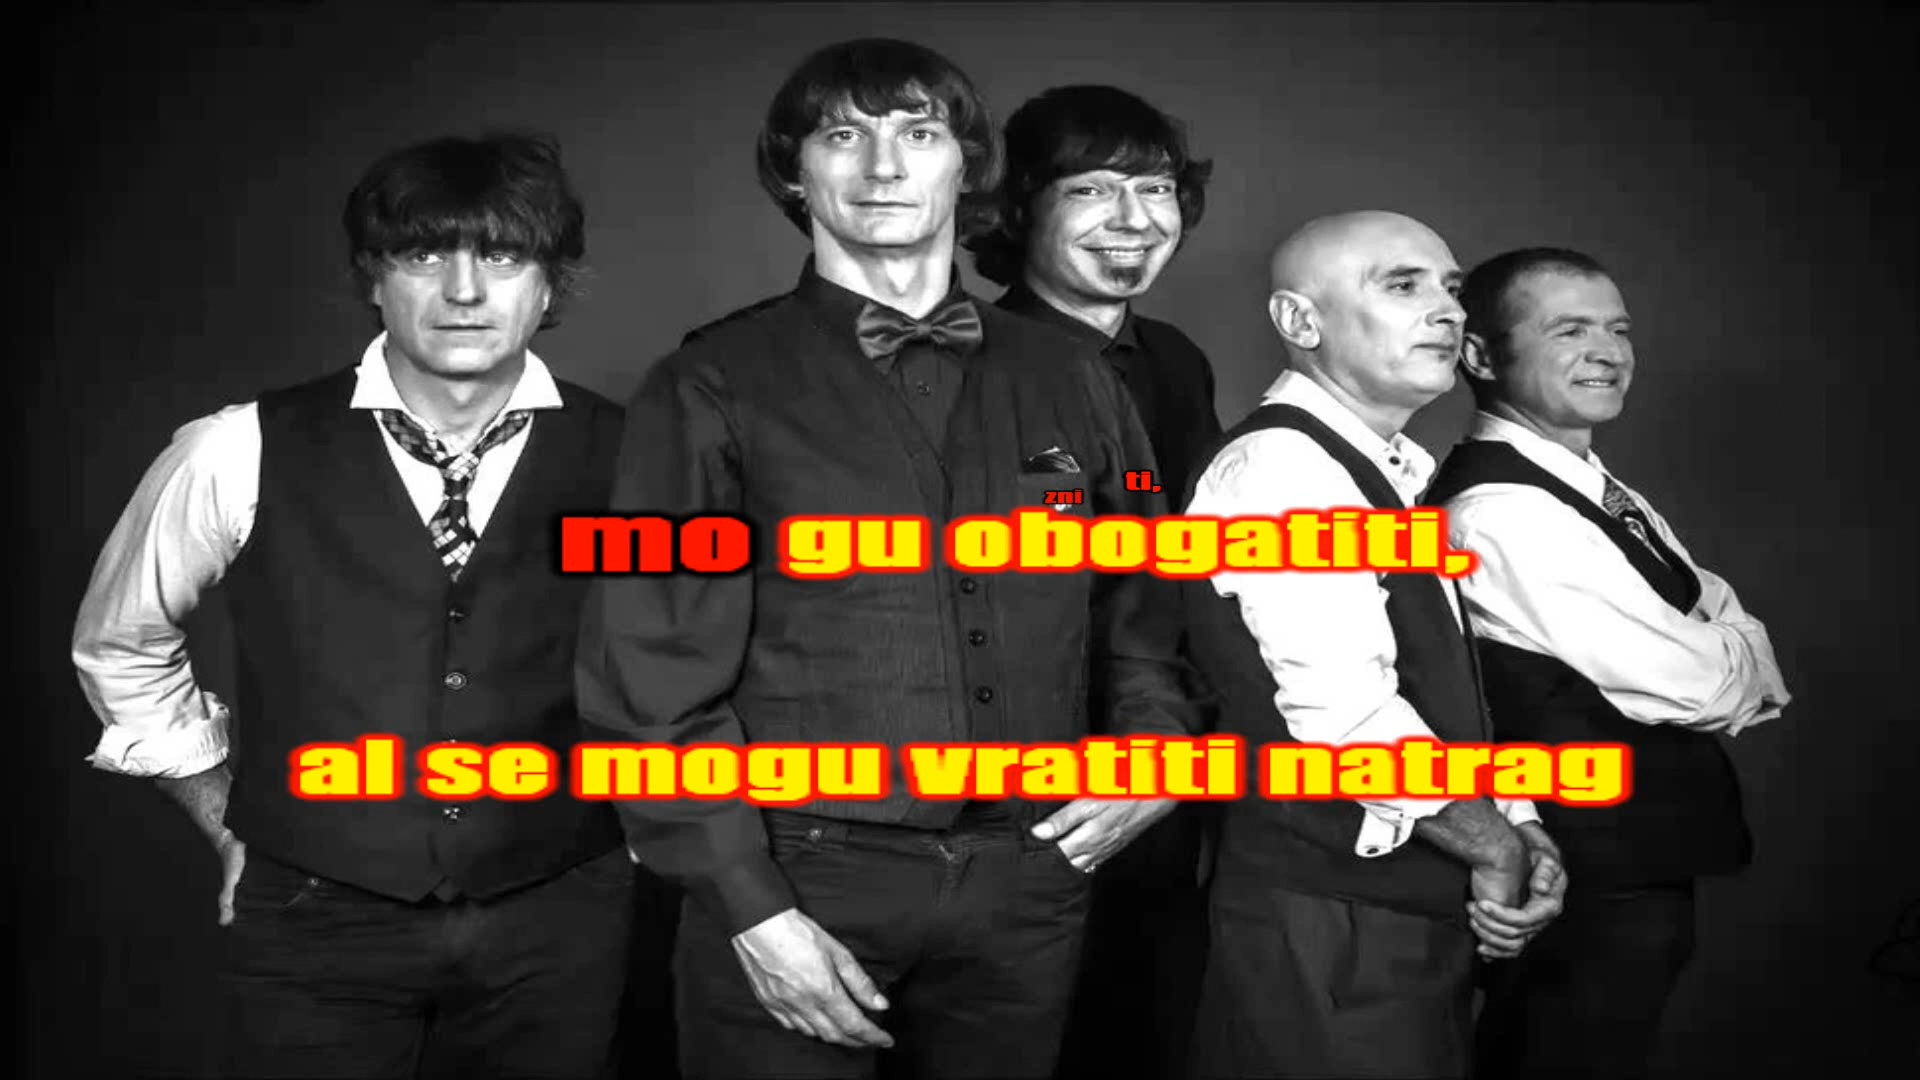 zni ti,
mo gu obogatiti,
al se mogu vratiti natrag